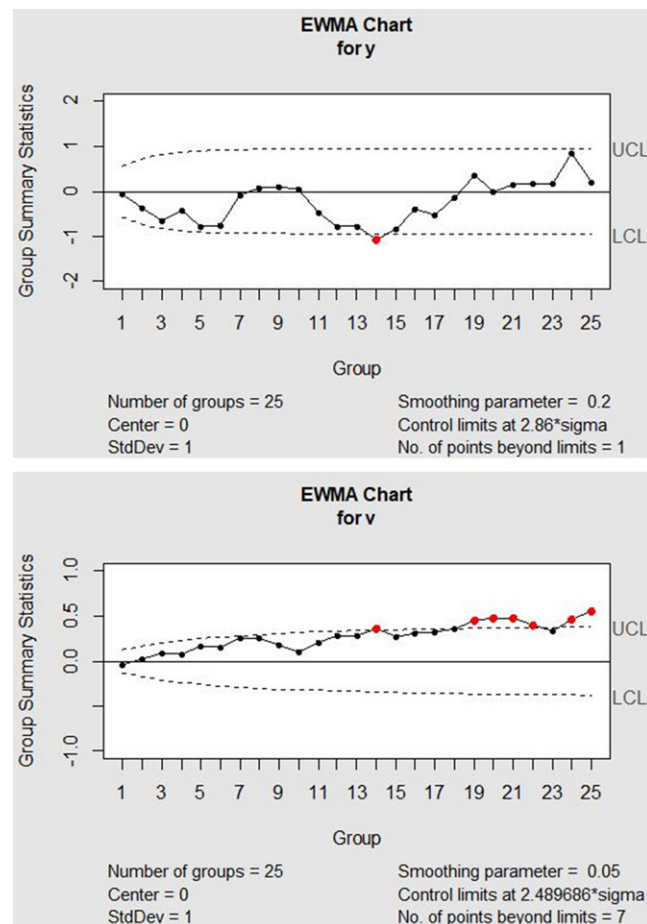 EWMA Chart
for y
Group Summary Statistics
2
1
0
-1
-2
UCL
LCL
1 3 5 7 9 11 13 15 17 19 21 23 25
Group
Number of groups = 25
Center = 0
StdDev = 1
Smoothing parameter = 0.2
Control limits at 2.86*sigma
No. of points beyond limits = 1
EWMA Chart
for v
Group Summary Statistics
1.0
0.5
0.0
-1.0
UCL
LCL
1 3 5 7 9 11 13 15 17 19 21 23 25
Group
Number of groups = 25
Center = 0
StdDev = 1
Smoothing parameter = 0.05
Control limits at 2.489686*sigma
No. of points beyond limits = 7